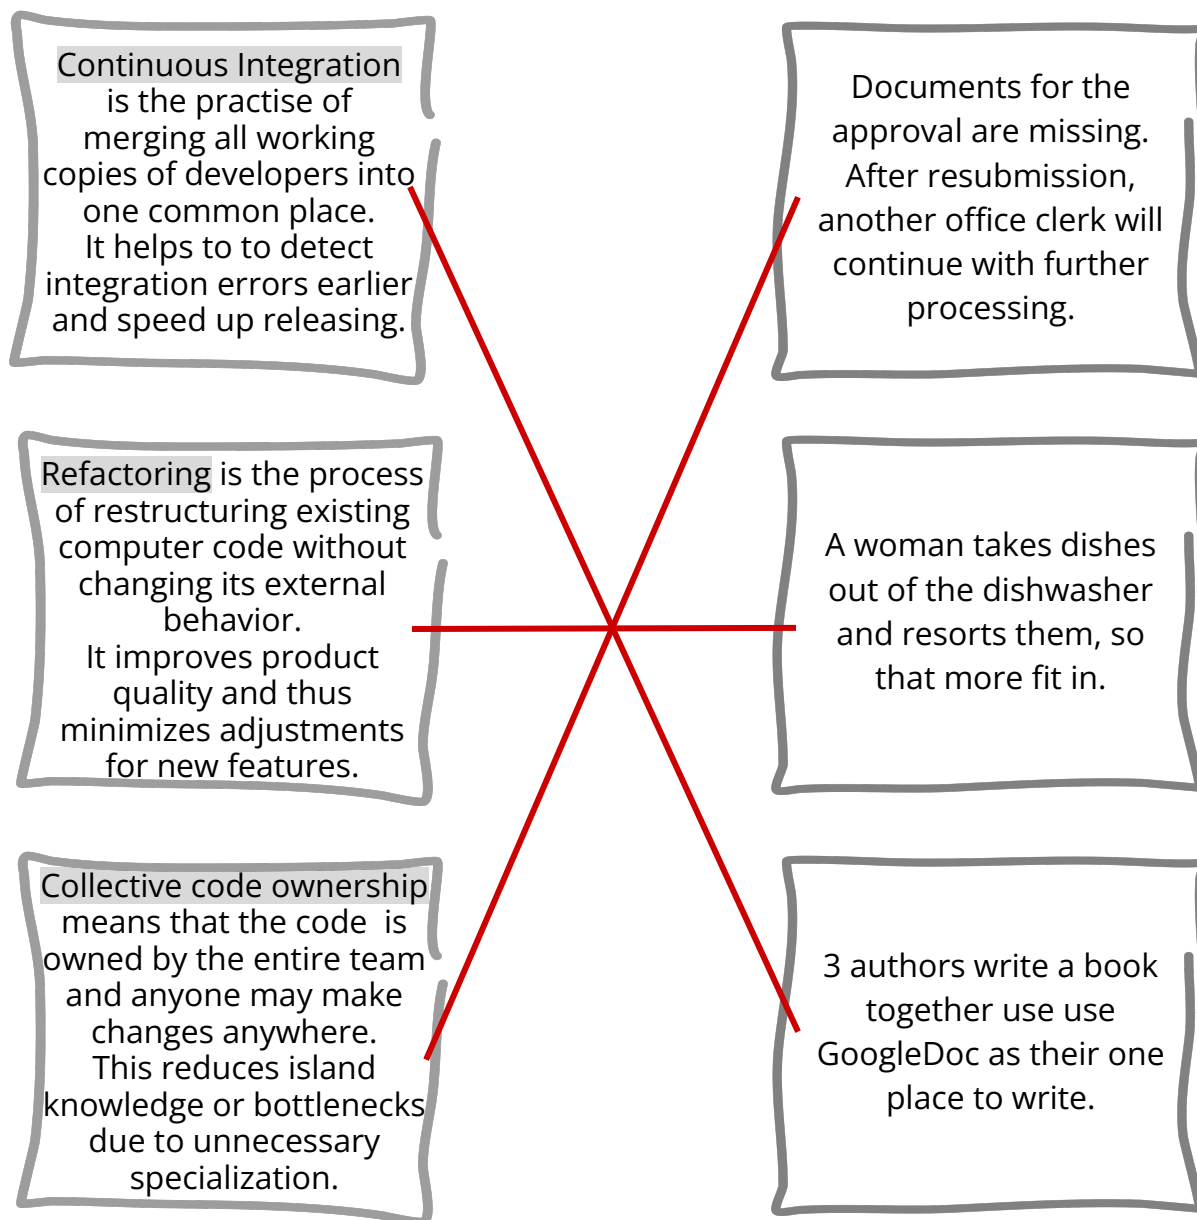 Continuous Integration
is the practise of
merging all working
copies of developers into
one common place.
It helps to to detect
integration errors earlier
and speed up releasing.
Documents for the
approval are missing.
After resubmission,
another office clerk will
continue with further
processing.
Refactoring is the process
of restructuring existing
computer code without
changing its external
behavior.
It improves product
quality and thus
minimizes adjustments
for new features.
A woman takes dishes
out of the dishwasher
and resorts them, so
that more fit in.
Collective code ownership
means that the code is
owned by the entire team
and anyone may make
changes anywhere.
This reduces island
knowledge or bottlenecks
due to unnecessary
specialization.
3 authors write a book
together use use
GoogleDoc as their one
place to write.